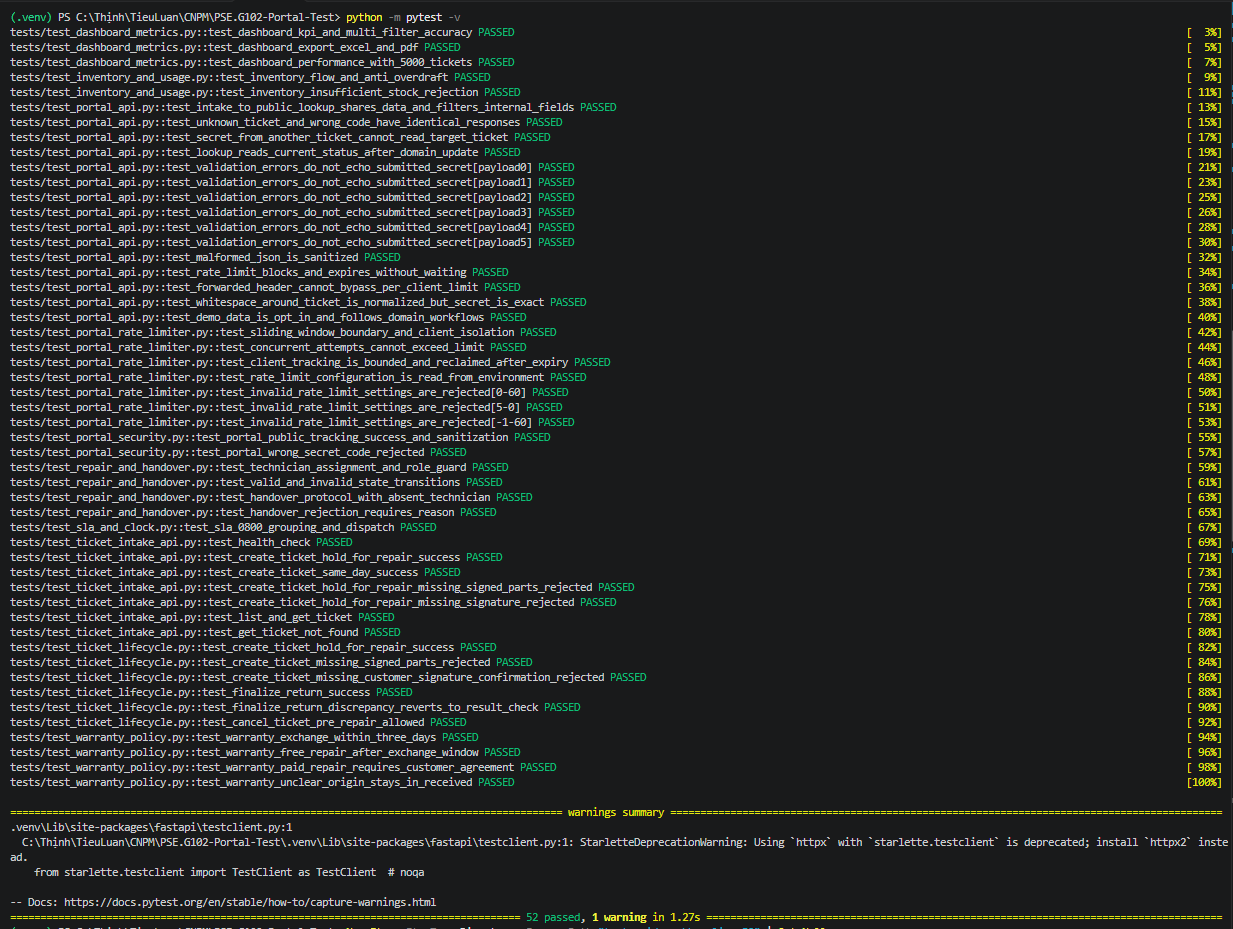 (.venv) PS C:\Thịnh\TieuLuan\CNPM\PSE.G102-Portal-Test> python -m pytest -v
tests/test_dashboard_metrics.py::test_dashboard_kpi_and_multi_filter_accuracy PASSED [  3%]
tests/test_dashboard_metrics.py::test_dashboard_export_excel_and_pdf PASSED [  5%]
tests/test_dashboard_metrics.py::test_dashboard_performance_with_5000_tickets PASSED [  7%]
tests/test_inventory_and_usage.py::test_inventory_flow_and_anti_overdraft PASSED [  9%]
tests/test_inventory_and_usage.py::test_inventory_insufficient_stock_rejection PASSED [ 11%]
tests/test_portal_api.py::test_intake_to_public_lookup_shares_data_and_filters_internal_fields PASSED [ 13%]
tests/test_portal_api.py::test_unknown_ticket_and_wrong_code_have_identical_responses PASSED [ 15%]
tests/test_portal_api.py::test_secret_from_another_ticket_cannot_read_target_ticket PASSED [ 17%]
tests/test_portal_api.py::test_lookup_reads_current_status_after_domain_update PASSED [ 19%]
tests/test_portal_api.py::test_validation_errors_do_not_echo_submitted_secret[payload0] PASSED [ 21%]
tests/test_portal_api.py::test_validation_errors_do_not_echo_submitted_secret[payload1] PASSED [ 23%]
tests/test_portal_api.py::test_validation_errors_do_not_echo_submitted_secret[payload2] PASSED [ 25%]
tests/test_portal_api.py::test_validation_errors_do_not_echo_submitted_secret[payload3] PASSED [ 26%]
tests/test_portal_api.py::test_validation_errors_do_not_echo_submitted_secret[payload4] PASSED [ 28%]
tests/test_portal_api.py::test_validation_errors_do_not_echo_submitted_secret[payload5] PASSED [ 30%]
tests/test_portal_api.py::test_malformed_json_is_sanitized PASSED [ 32%]
tests/test_portal_api.py::test_rate_limit_blocks_and_expires_without_waiting PASSED [ 34%]
tests/test_portal_api.py::test_forwarded_header_cannot_bypass_per_client_limit PASSED [ 36%]
tests/test_portal_api.py::test_whitespace_around_ticket_is_normalized_but_secret_is_exact PASSED [ 38%]
tests/test_portal_api.py::test_demo_data_is_opt_in_and_follows_domain_workflows PASSED [ 40%]
tests/test_portal_rate_limiter.py::test_sliding_window_boundary_and_client_isolation PASSED [ 42%]
tests/test_portal_rate_limiter.py::test_concurrent_attempts_cannot_exceed_limit PASSED [ 44%]
tests/test_portal_rate_limiter.py::test_client_tracking_is_bounded_and_reclaimed_after_expiry PASSED [ 46%]
tests/test_portal_rate_limiter.py::test_rate_limit_configuration_is_read_from_environment PASSED [ 48%]
tests/test_portal_rate_limiter.py::test_invalid_rate_limit_settings_are_rejected[0-60] PASSED [ 50%]
tests/test_portal_rate_limiter.py::test_invalid_rate_limit_settings_are_rejected[5-0] PASSED [ 51%]
tests/test_portal_rate_limiter.py::test_invalid_rate_limit_settings_are_rejected[-1-60] PASSED [ 53%]
tests/test_portal_security.py::test_portal_public_tracking_success_and_sanitization PASSED [ 55%]
tests/test_portal_security.py::test_portal_wrong_secret_code_rejected PASSED [ 57%]
tests/test_repair_and_handover.py::test_technician_assignment_and_role_guard PASSED [ 59%]
tests/test_repair_and_handover.py::test_valid_and_invalid_state_transitions PASSED [ 61%]
tests/test_repair_and_handover.py::test_handover_protocol_with_absent_technician PASSED [ 63%]
tests/test_repair_and_handover.py::test_handover_rejection_requires_reason PASSED [ 65%]
tests/test_sla_and_clock.py::test_sla_0800_grouping_and_dispatch PASSED [ 67%]
tests/test_ticket_intake_api.py::test_health_check PASSED [ 69%]
tests/test_ticket_intake_api.py::test_create_ticket_hold_for_repair_success PASSED [ 71%]
tests/test_ticket_intake_api.py::test_create_ticket_same_day_success PASSED [ 73%]
tests/test_ticket_intake_api.py::test_create_ticket_hold_for_repair_missing_signed_parts_rejected PASSED [ 75%]
tests/test_ticket_intake_api.py::test_create_ticket_hold_for_repair_missing_signature_rejected PASSED [ 76%]
tests/test_ticket_intake_api.py::test_list_and_get_ticket PASSED [ 78%]
tests/test_ticket_intake_api.py::test_get_ticket_not_found PASSED [ 80%]
tests/test_ticket_lifecycle.py::test_create_ticket_hold_for_repair_success PASSED [ 82%]
tests/test_ticket_lifecycle.py::test_create_ticket_missing_signed_parts_rejected PASSED [ 84%]
tests/test_ticket_lifecycle.py::test_create_ticket_missing_customer_signature_confirmation_rejected PASSED [ 86%]
tests/test_ticket_lifecycle.py::test_finalize_return_success PASSED [ 88%]
tests/test_ticket_lifecycle.py::test_finalize_return_discrepancy_reverts_to_result_check PASSED [ 90%]
tests/test_ticket_lifecycle.py::test_cancel_ticket_pre_repair_allowed PASSED [ 92%]
tests/test_warranty_policy.py::test_warranty_exchange_within_three_days PASSED [ 94%]
tests/test_warranty_policy.py::test_warranty_free_repair_after_exchange_window PASSED [ 96%]
tests/test_warranty_policy.py::test_warranty_paid_repair_requires_customer_agreement PASSED [ 98%]
tests/test_warranty_policy.py::test_warranty_unclear_origin_stays_in_received PASSED [100%]
warnings summary
.venv\Lib\site-packages\fastapi\testclient.py:1
C:\Thịnh\TieuLuan\CNPM\PSE.G102-Portal-Test\.venv\Lib\site-packages\fastapi\testclient.py:1: StarletteDeprecationWarning: Using `httpx` with `starlette.testclient` is deprecated; install `httpx2` inste
ad.
from starlette.testclient import TestClient as TestClient  # noqa
-- Docs: https://docs.pytest.org/en/stable/how-to/capture-warnings.html
52 passed, 1 warning in 1.27s